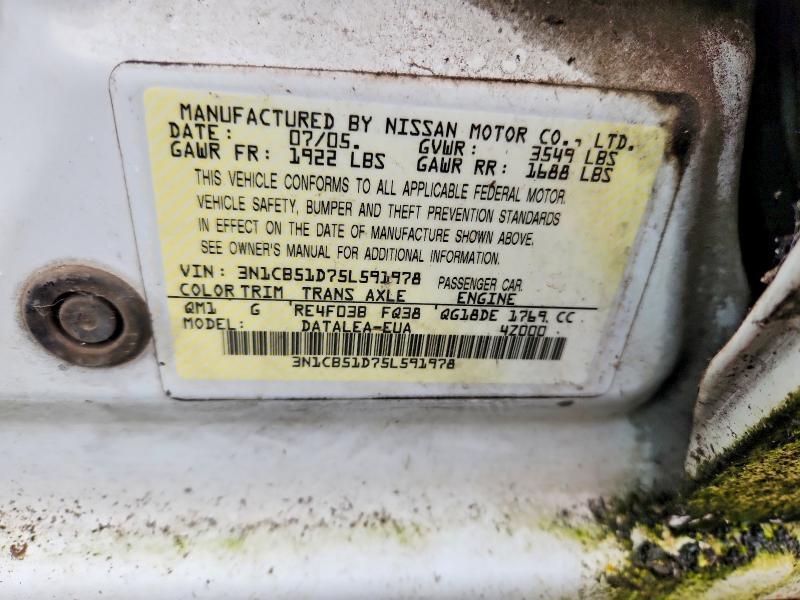 MANUFACTURED BY NISSAN MOTOR CO., LTD.
DATE: 07/05. GVWR: 3549 LBS
GAWR FR: 1922 LBS GAWR RR: 1688 LBS
THIS VEHICLE CONFORMS TO ALL APPLICABLE FEDERAL MOTOR
VEHICLE SAFETY, BUMPER AND THEFT PREVENTION STANDARDS
IN EFFECT ON THE DATE OF MANUFACTURE SHOWN ABOVE.
SEE OWNER'S MANUAL FOR ADDITIONAL INFORMATION.
VIN: 3N1CB51D75L591978 PASSENGER CAR
COLOR TRIM TRANS AXLE ENGINE
QM1 G 'RE4F03B FQ38 'QG18DE 1769. CC
MODEL: DATALEA-EUA 4Z000
3N1CB51D75L591978